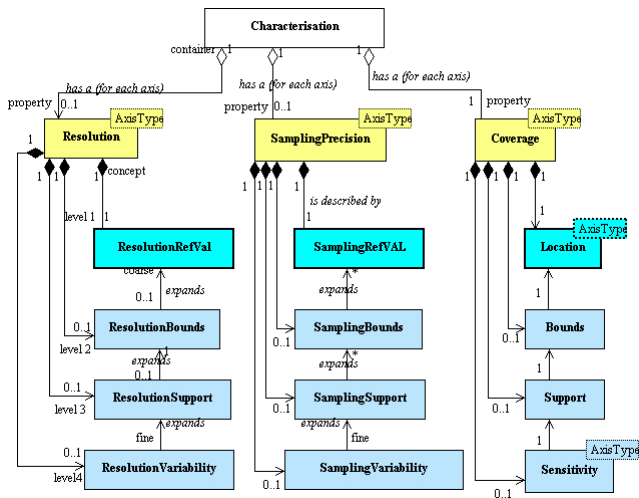 Characterisation
container
1
1
1
has a (for each axis)
has a (for each axis)
has a (for each axis)
property
0..1
property
0..1
1
property
AxisType
AxisType
AxisType
Resolution
SamplingPrecision
Coverage
1
1
1
1
concept
1
1
1
1
1
1
1
1
is described by
level 1
1
1
1
AxisType
ResolutionRefVal
SamplingRefVAL
Location
coarse
*
0..1
expands
expands
1
0..1
ResolutionBounds
SamplingBounds
Bounds
level 2
0..1
0..1
1
*
expands
expands
1
0..1
0..1
ResolutionSupport
SamplingSupport
Support
level 3
0..1
0..1
expands
expands
1
AxisType
fine
fine
0..1
ResolutionVariability
SamplingVariability
Sensitivity
level4
0..1
0..1